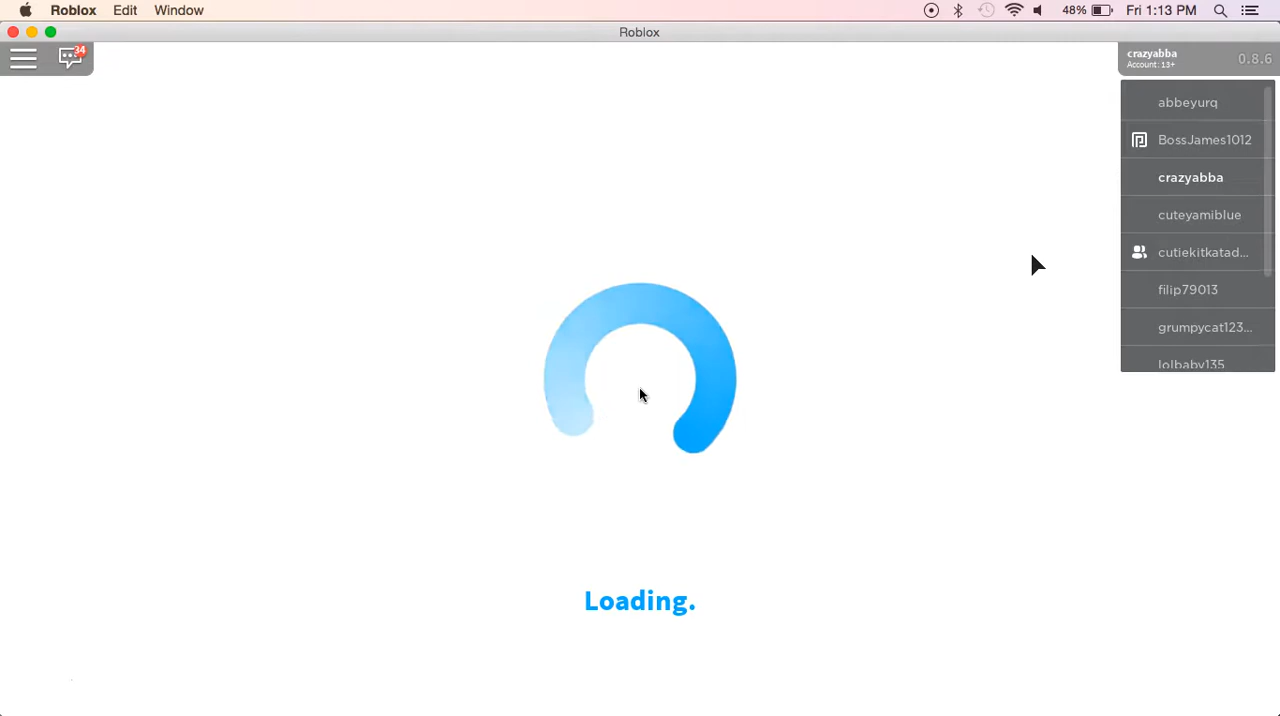 Roblox Edit Window 48% Fri 1:13 PM
Roblox
34
crazyabba
Account: 13+
0.8.6
abbeyurq
BossJames1012
crazyabba
cuteyamiblue
cutiekitkatad...
filip79013
grumpycat123...
lolbaby135
Loading.